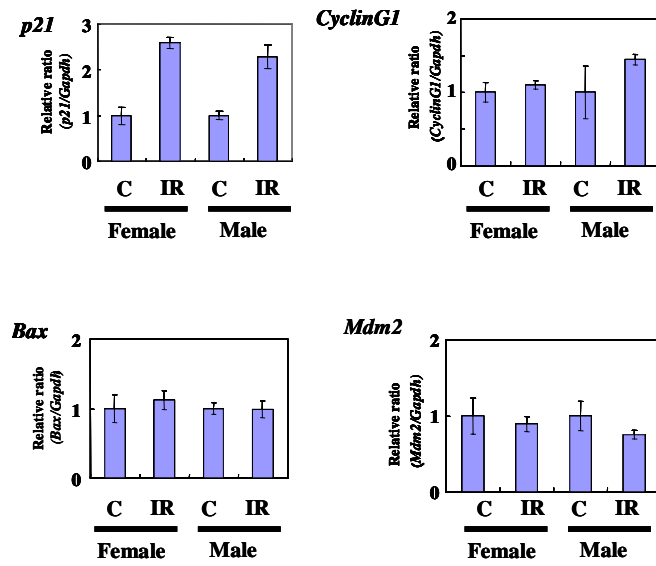 p21
Relative ratio
(p21/Gapdh)
3
2
1
0
C IR C IR
Female Male
CyclinG1
Relative ratio
(CyclinG1/Gapdh)
2
1
0
C IR C IR
Female Male
Bax
Relative ratio
(Bax/Gapdh)
2
1
0
C IR C IR
Female Male
Mdm2
Relative ratio
(Mdm2/Gapdh)
2
1
0
C IR C IR
Female Male